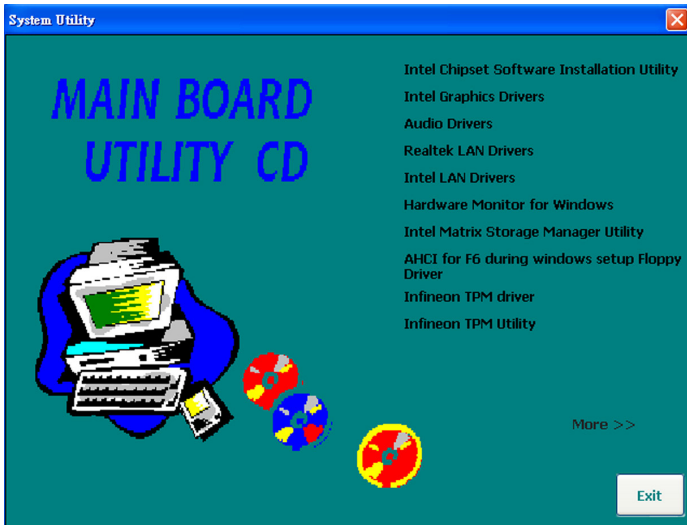 System Utility
MAIN BOARD
UTILITY CD
Intel Chipset Software Installation Utility
Intel Graphics Drivers
Audio Drivers
Realtek LAN Drivers
Intel LAN Drivers
Hardware Monitor for Windows
Intel Matrix Storage Manager Utility
AHCI for F6 during windows setup Floppy
Driver
Infineon TPM driver
Infineon TPM Utility
More >>
Exit